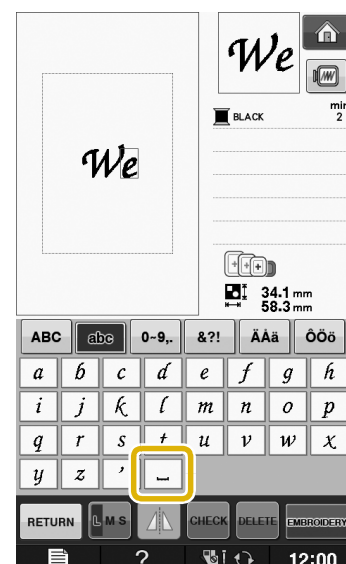 We
We
BLACK
min
2
34.1 mm
58.3 mm
ABC abc 0~9,. &?! ÄÅä ÔÖö
a b c d e f g h
i j k l m n o p
q r s t u v w x
y z ’ ⎵
RETURN L M S CHECK DELETE EMBROIDERY
? 12:00